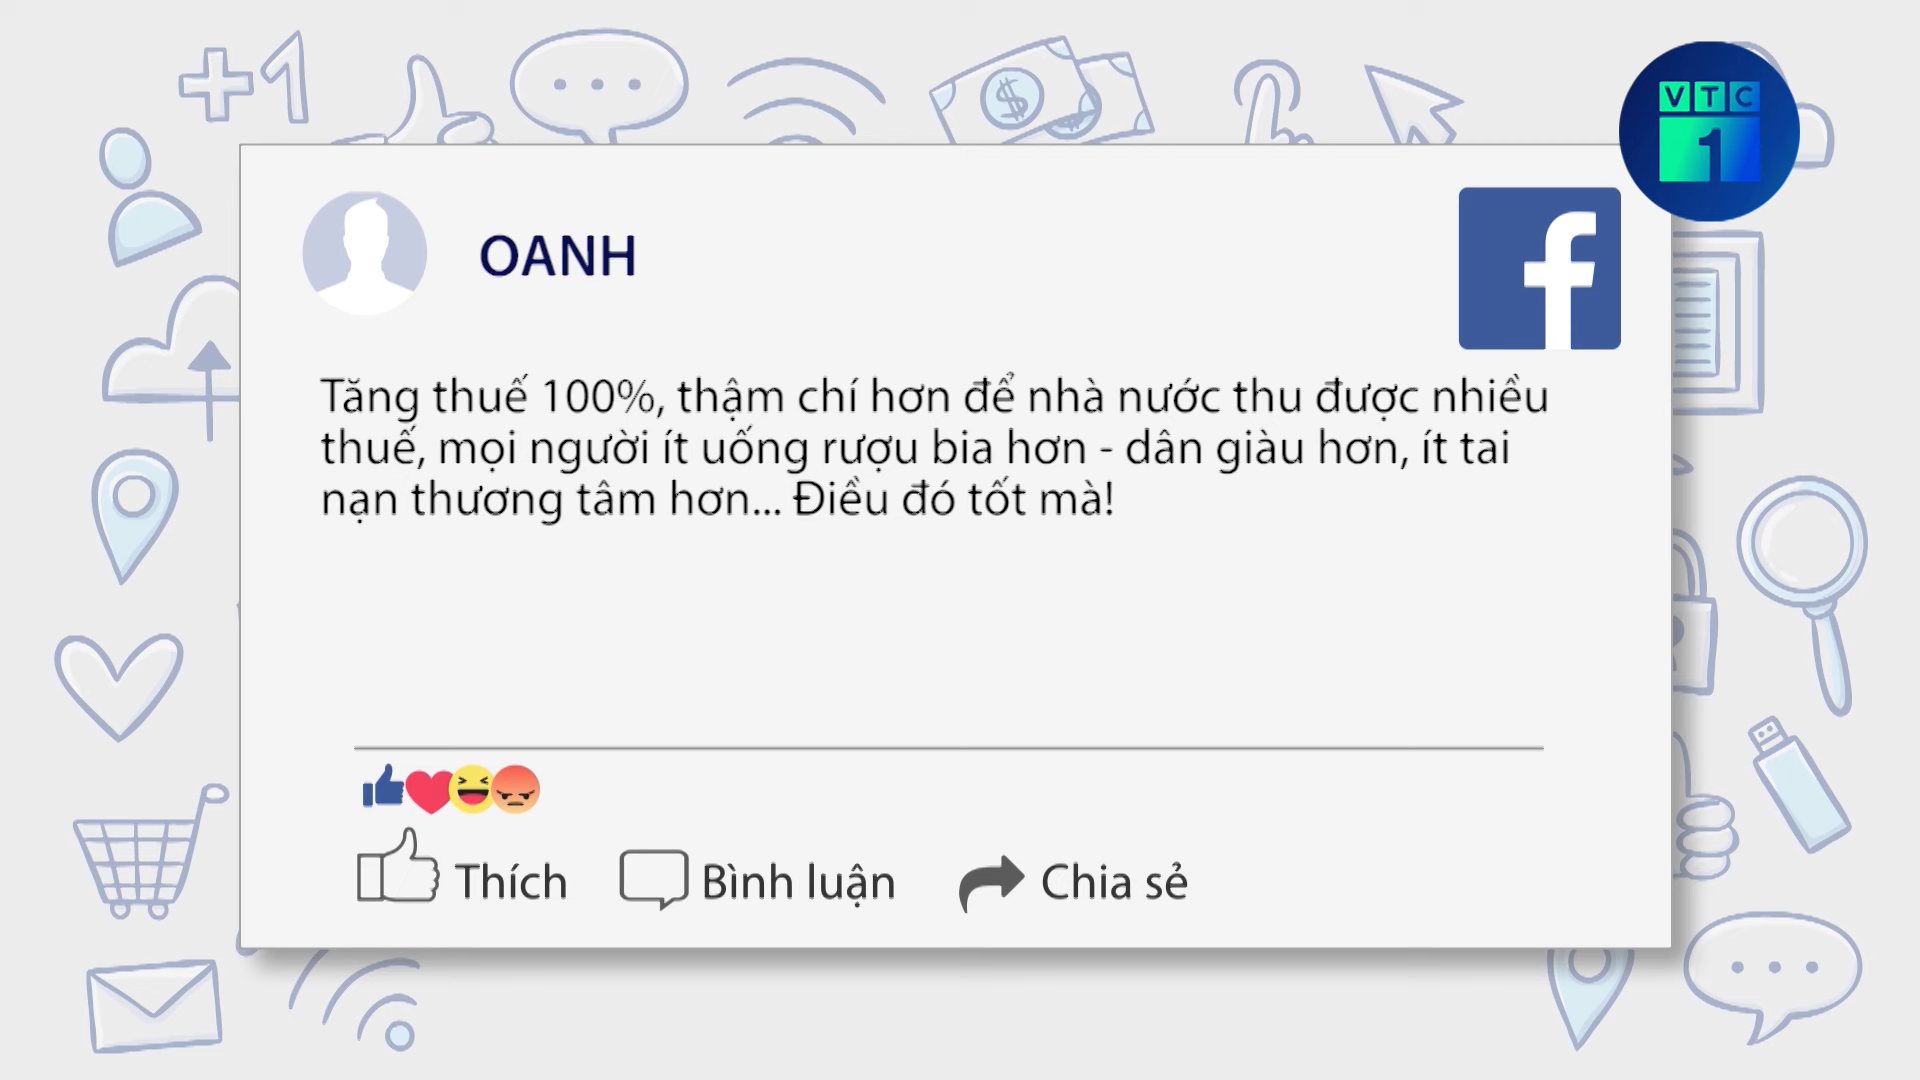 +1
VTC
1
OANH
Tăng thuế 100%, thậm chí hơn để nhà nước thu được nhiều
thuế, mọi người ít uống rượu bia hơn - dân giàu hơn, ít tai
nạn thương tâm hơn... Điều đó tốt mà!
Thích Bình luận Chia sẻ